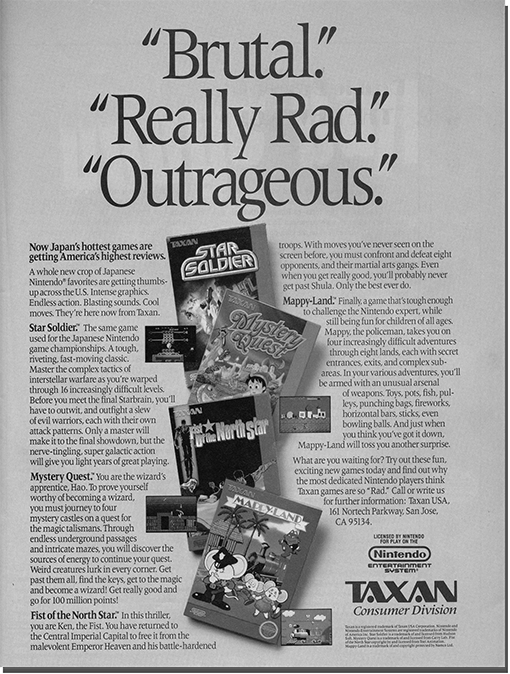 “Brutal.”
“Really Rad.”
“Outrageous.”
Now Japan's hottest games are
getting America's highest reviews.
A whole new crop of Japanese
Nintendo® favorites are getting thumbs-
up across the U.S. Intense graphics.
Endless action. Blasting sounds. Cool
moves. They're here now from Taxan.
Star Soldier.™ The same game
used for the Japanese Nintendo
game championships. A tough,
riveting, fast-moving classic.
Master the complex tactics of
interstellar warfare as you're warped
through 16 increasingly difficult levels.
Before you meet the final Starbrain, you'll
have to outwit, and outfight a slew
of evil warriors, each with their own
attack patterns. Only a master will
make it to the final showdown, but the
nerve-tingling, super galactic action
will give you light years of great playing.
Mystery Quest.™ You are the wizard's
apprentice, Hao. To prove yourself
worthy of becoming a wizard,
you must journey to four
mystery castles on a quest for
the magic talismans. Through
endless underground passages
and intricate mazes, you will discover the
sources of energy to continue your quest.
Weird creatures lurk in every corner. Get
past them all, find the keys, get to the magic
and become a wizard! Get really good and
go for 100 million points!
Fist of the North Star.™ In this thriller,
you are Ken, the Fist. You have returned to
the Central Imperial Capital to free it from the
malevolent Emperor Heaven and his battle-hardened
troops. With moves you've never seen on the
screen before, you must confront and defeat eight
opponents, and their martial arts gangs. Even
when you get really good, you'll probably never
get past Shula. Only the best ever do.
Mappy-Land.™ Finally, a game that's tough enough
to challenge the Nintendo expert, while
still being fun for children of all ages.
Mappy, the policeman, takes you on
four increasingly difficult adventures
through eight lands, each with secret
entrances, exits, and complex sub-
areas. In your various adventures, you'll
be armed with an unusual arsenal
of weapons. Toys, pots, fish, pul-
leys, punching bags, fireworks,
horizontal bars, sticks, even
bowling balls. And just when
you think you've got it down,
Mappy-Land will toss you another surprise.
What are you waiting for? Try out these fun,
exciting new games today and find out why
the most dedicated Nintendo players think
Taxan games are so “Rad.” Call or write us
for further information: Taxan USA,
161 Nortech Parkway, San Jose,
CA 95134.
TAXAN
STAR
SOLDIER
TAXAN
Mystery
Quest
TAXAN
Fist of the North Star
TAXAN
MAPPY-LAND
LICENSED BY NINTENDO
FOR PLAY ON THE
Nintendo
ENTERTAINMENT
SYSTEM®
TAXAN
Consumer Division